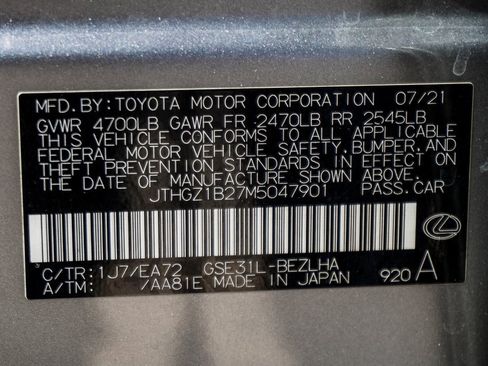 MFD. BY: TOYOTA MOTOR CORPORATION 07/21
GVWR 4700LB GAWR FR 2470LB RR 2545LB
THIS VEHICLE CONFORMS TO ALL APPLICABLE
FEDERAL MOTOR VEHICLE SAFETY, BUMPER, AND
THEFT PREVENTION STANDARDS IN EFFECT ON
THE DATE OF MANUFACTURE SHOWN ABOVE.
JTHGZ1B27M5047901 PASS. CAR
C/TR: 1J7/EA72 GSE31L-BEZLHA
A/TM: /AA81E MADE IN JAPAN 920 A